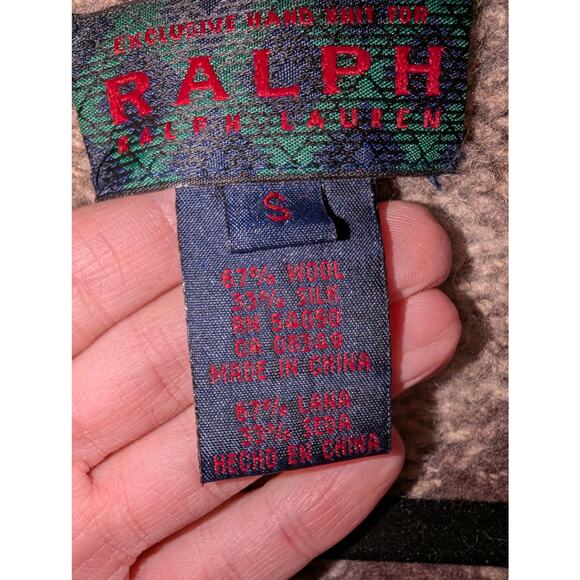 EXCLUSIVE HAND KNIT FOR
RALPH
RALPH LAUREN
S
67% WOOL
33% SILK
RN 54050
CA 08349
MADE IN CHINA
67% LANA
33% SEDA
HECHO EN CHINA